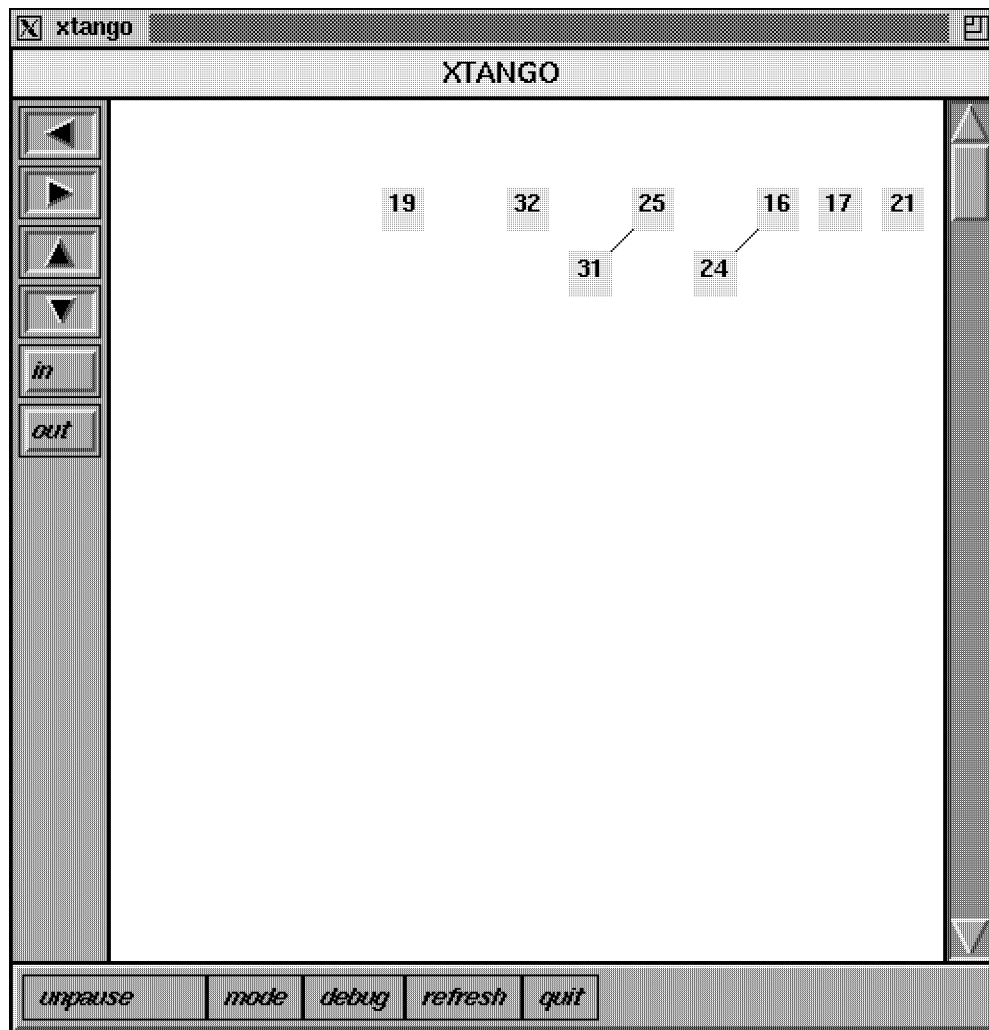 xtango
XTANGO
19 32 25 16 17 21
31 24
in
out
unpause mode debug refresh quit